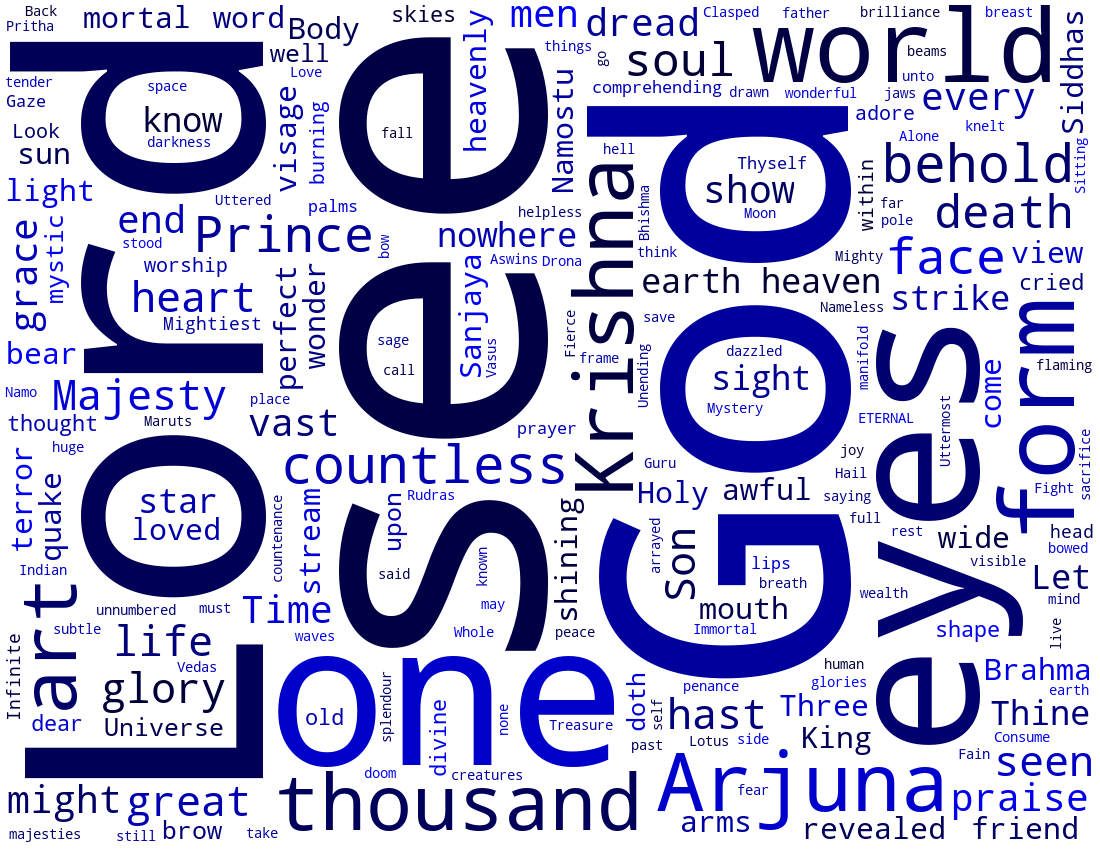 Back
Pritha
mortal
word
Body
skies
men
dread
Clasped
father
brilliance
breast
well
things
go
soul
world
beams
Siddhas
tender
space
Love
heavenly
comprehending
drawn
wonderful
unto
jaws
every
Gaze
know
visage
burning
fall
Namostu
adore
Look
darkness
Alone
knelt
sun
hell
Thyself
behold
Sitting
light
Uttered
Lord
See
God
show
within
palms
helpless
Bhishma
Moon
far
death
grace
mystic
end
Prince
bow
nowhere
Krishna
pole
stood
think
Mighty
face
view
worship
Aswins
Drona
Sanjaya
earth heaven
cried
heart
perfect
wonder
Nameless
strike
Mightiest
save
Fierce
Unending
sage
Vasus
frame
dazzled
manifold
eyes
form
bear
call
sight
flaming
Namo
Majesty
place
Mystery
come
thought
Maruts
vast
prayer
ETERNAL
Uttermost
huge
joy
terror
quake
countless
Guru
Hail
sacrifice
star
Rudras
Holy
awful
saying
Fight
loved
countenance
stream
upon
shining
arrayed
full
rest
wide
head
bowed
Indian
said
known
son
lips
visible
art
unnumbered
must
Time
may
breath
wealth
Let
mouth
mind
subtle
life
waves
Whole
peace
Immortal
shape
live
Infinite
Vedas
one
human
Brahma
glory
penance
glories
earth
dear
Universe
old
splendour
divine
none
Treasure
doth
self
hast
Three
Thine
past
Lotus
side
King
Consume
doom
creatures
Fain
seen
might
great
thousand
Arjuna
fear
praise
majesties
still
brow
take
arms
revealed
friend